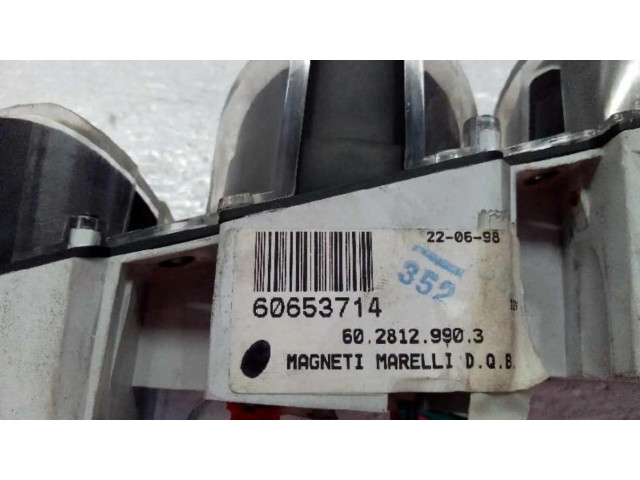 22-06-98
352
60653714
60.2812.990.3
MAGNETI MARELLI D.Q.B.